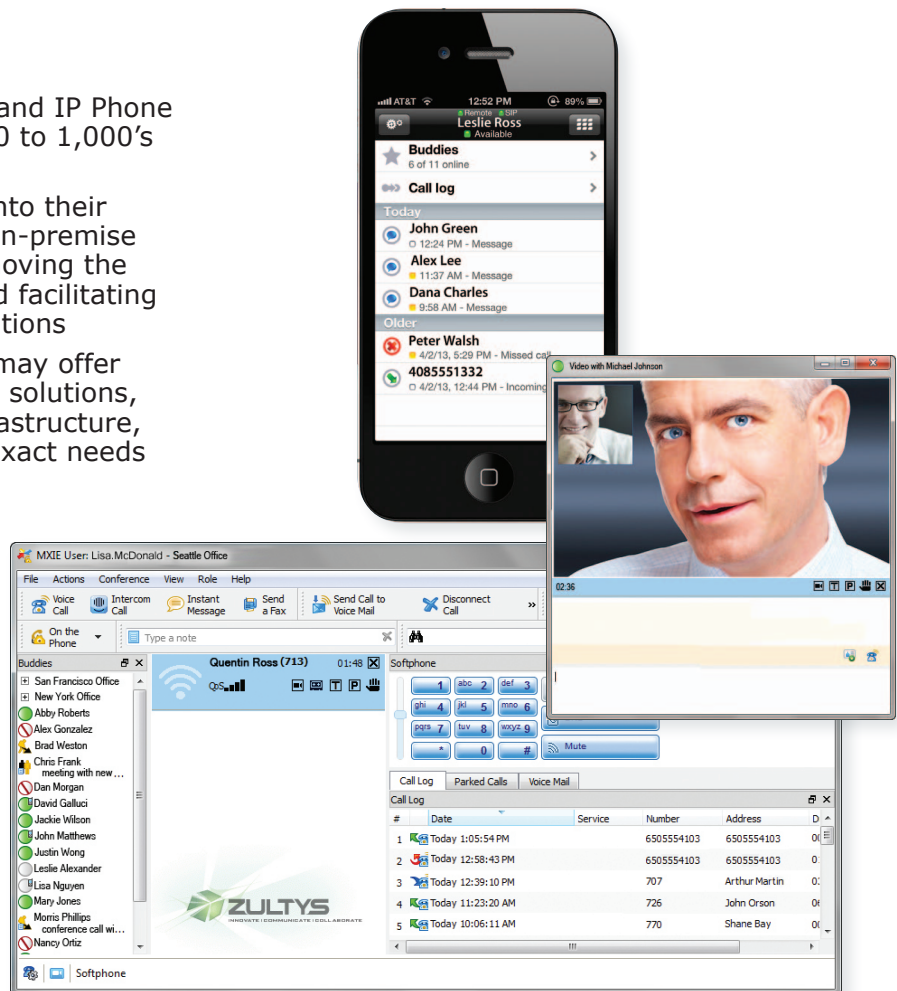 and IP Phone
0 to 1,000's
nto their
n-premise
oving the
d facilitating
tions
may offer
solutions,
astructure,
exact needs
AT&T 12:52 PM 89%
Remote SIP
Leslie Ross
Available
Buddies
6 of 11 online
Call log
Today
John Green
12:24 PM - Message
Alex Lee
11:37 AM - Message
Dana Charles
9:58 AM - Message
Older
Peter Walsh
4/2/13, 5:29 PM - Missed call
4085551332
4/2/13, 12:44 PM - Incoming
Video with Michael Johnson
02:36
T P
MXIE User: Lisa.McDonald - Seattle Office
File Actions Conference View Role Help
Voice Call Intercom Call Instant Message Send a Fax Send Call to Voice Mail Disconnect Call »
On the Phone Type a note
Buddies
San Francisco Office
New York Office
Abby Roberts
Alex Gonzalez
Brad Weston
Chris Frank
meeting with new ...
Dan Morgan
David Galluci
Jackie Wilson
John Matthews
Justin Wong
Leslie Alexander
Lisa Nguyen
Mary Jones
Morris Phillips
conference call wi...
Nancy Ortiz
Quentin Ross (713) 01:48
QoS T P
ZULTYS
INNOVATE | COMMUNICATE | COLLABORATE
Softphone
1 abc 2 def 3
ghi 4 jkl 5 mno 6
pqrs 7 tuv 8 wxyz 9
* 0 #
Mute
Call Log Parked Calls Voice Mail
Call Log
# Date Service Number Address D
1 Today 1:05:54 PM 6505554103 6505554103
2 Today 12:58:43 PM 6505554103 6505554103
3 Today 12:39:10 PM 707 Arthur Martin
4 Today 11:23:20 AM 726 John Orson
5 Today 10:06:11 AM 770 Shane Bay
Softphone